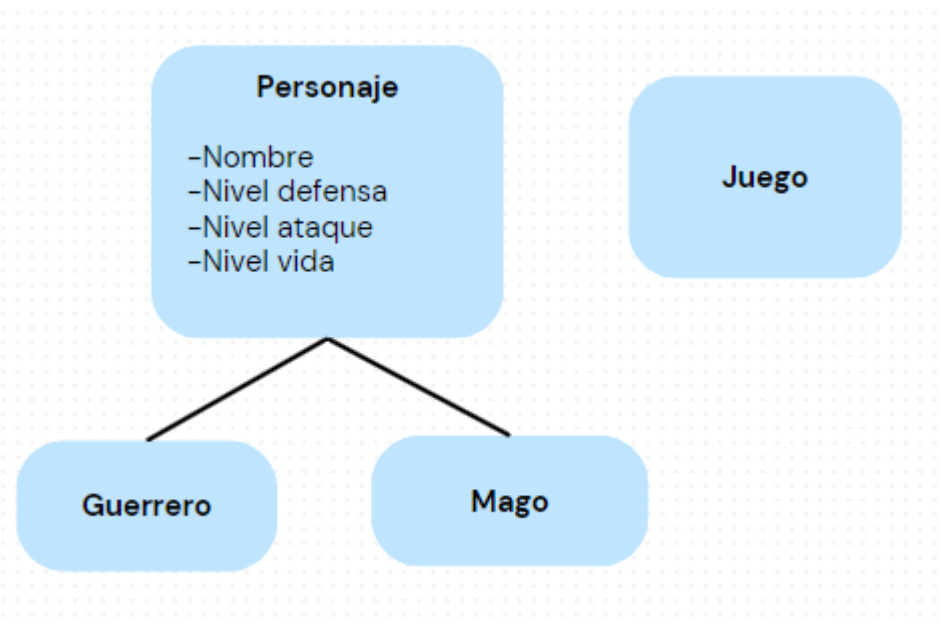 Personaje
-Nombre
-Nivel defensa
-Nivel ataque
-Nivel vida
Juego
Guerrero
Mago